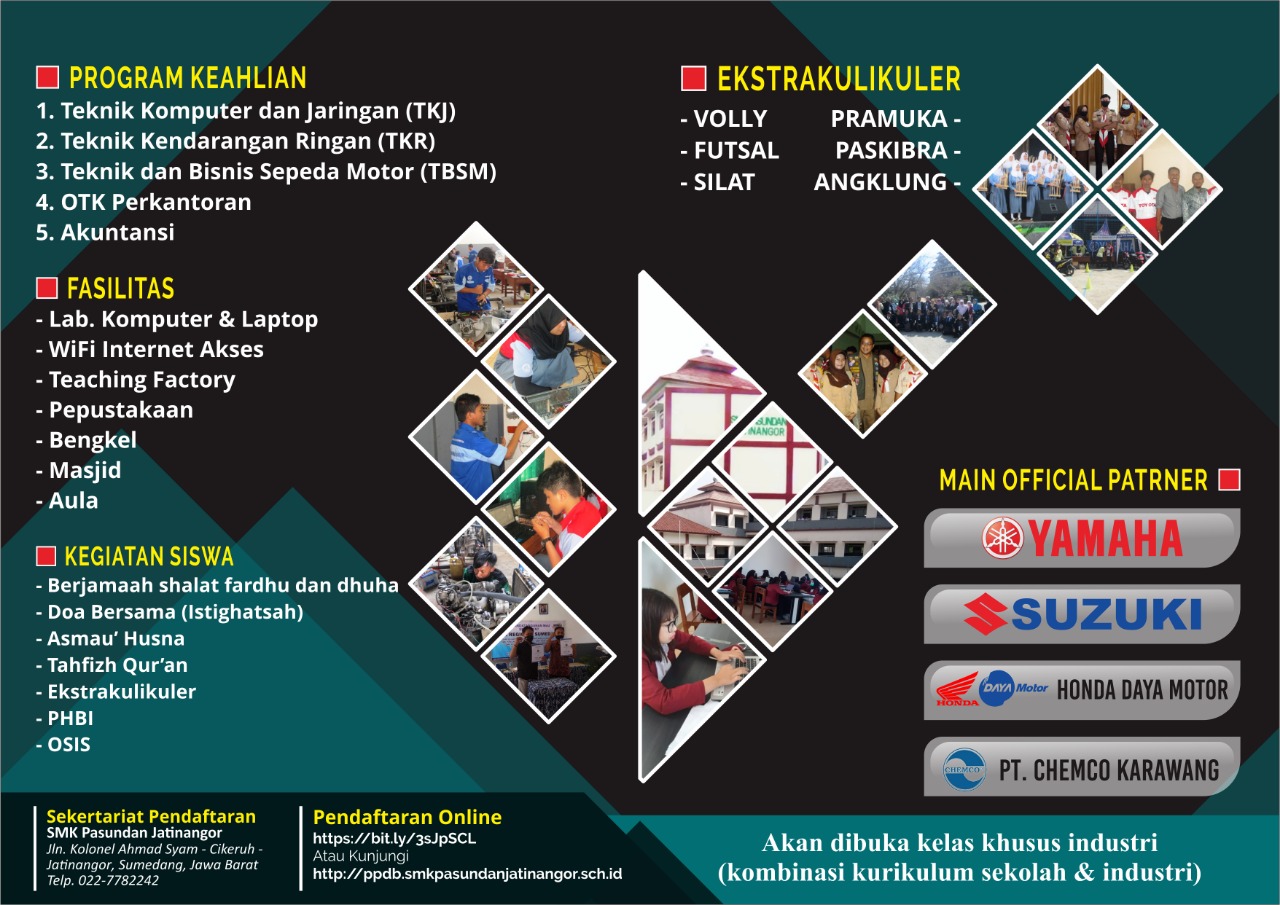 PROGRAM KEAHLIAN
1. Teknik Komputer dan Jaringan (TKJ)
2. Teknik Kendarangan Ringan (TKR)
3. Teknik dan Bisnis Sepeda Motor (TBSM)
4. OTK Perkantoran
5. Akuntansi
FASILITAS
- Lab. Komputer & Laptop
- WiFi Internet Akses
- Teaching Factory
- Pepustakaan
- Bengkel
- Masjid
- Aula
KEGIATAN SISWA
- Berjamaah shalat fardhu dan dhuha
- Doa Bersama (Istighatsah)
- Asmau’ Husna
- Tahfizh Qur’an
- Ekstrakulikuler
- PHBI
- OSIS
EKSTRAKULIKULER
- VOLLY PRAMUKA -
- FUTSAL PASKIBRA -
- SILAT ANGKLUNG -
MAIN OFFICIAL PATRNER
YAMAHA
SUZUKI
HONDA DAYA Motor HONDA DAYA MOTOR
CHEMCO PT. CHEMCO KARAWANG
Sekertariat Pendaftaran
SMK Pasundan Jatinangor
Jln. Kolonel Ahmad Syam - Cikeruh -
Jatinangor, Sumedang, Jawa Barat
Telp. 022-7782242
Pendaftaran Online
https://bit.ly/3sJpSCL
Atau Kunjungi
http://ppdb.smkpasundanjatinangor.sch.id
Akan dibuka kelas khusus industri
(kombinasi kurikulum sekolah & industri)